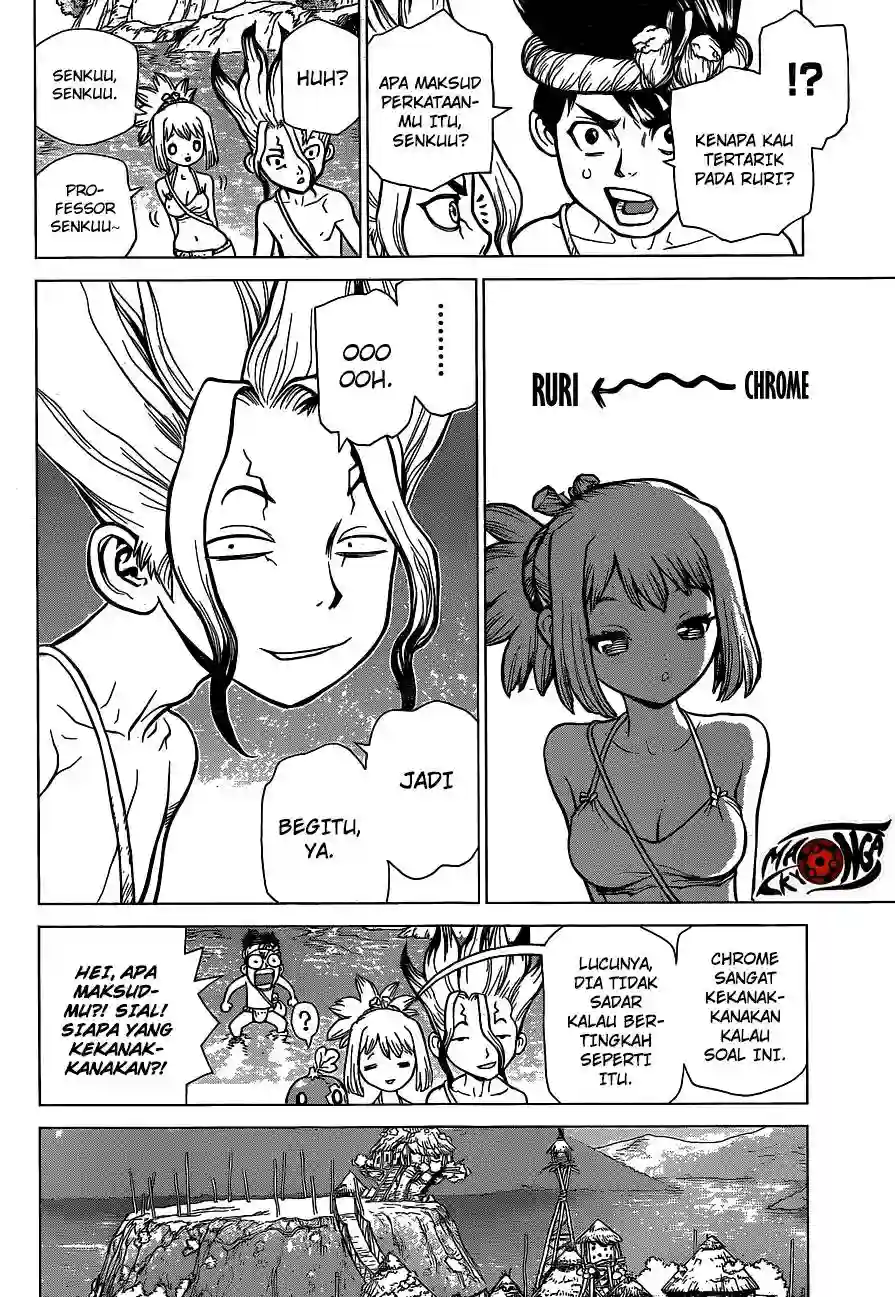 !?
KENAPA KAU
TERTARIK
PADA RURI?
APA MAKSUD
PERKATAAN-
MU ITU,
SENKUU?
HUH?
SENKUU,
SENKUU.
PRO-
FESSOR
SENKUU~
RURI
CHROME
........
OOO
OOH.
JADI
BEGITU,
YA.
MANGA
KYO
CHROME
SANGAT
KEKANAK-
KANAKAN
KALAU
SOAL INI.
LUCUNYA,
DIA TIDAK
SADAR
KALAU BER-
TINGKAH
SEPERTI
ITU.
?
HEI, APA
MAKSUD-
MU?! SIAL!
SIAPA YANG
KEKANAK-
KANAKAN?!